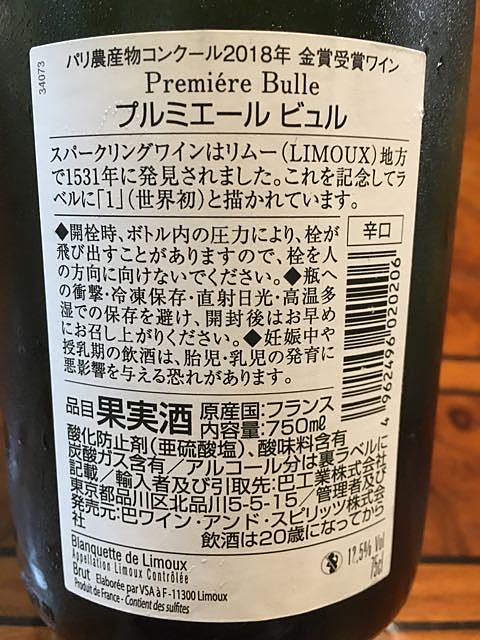 パリ農産物コンクール2018年 金賞受賞ワイン
34073
Premiére Bulle
プルミエール ビュル
スパークリングワインはリムー(LIMOUX)地方
で1531年に発見されました。これを記念してラ
ベルに「1」(世界初)と描かれています。
◆開栓時、ボトル内の圧力により、栓が
飛び出すことがありますので、栓を人
の方向に向けないでください。◆瓶へ
の衝撃・冷凍保存・直射日光・高温多
湿での保存を避け、開封後はお早め
にお召し上がりください。◆妊娠中や
授乳期の飲酒は、胎児・乳児の発育に
悪影響を与える恐れがあります。
辛口
4 962496 020206
品目 果実酒 原産国:フランス
内容量:750mℓ
酸化防止剤(亜硫酸塩)、酸味料含有
炭酸ガス含有/アルコール分は裏ラベルに
記載/輸入者及び引取先:巴工業株式会社
東京都品川区北品川5-5-15/管理者及び
発売元:巴ワイン・アンド・スピリッツ株式会
社 飲酒は20歳になってから
Blanquette de Limoux
Appellation Limoux Contrôlée
Brut Elaborée par VSA à F-11300 Limoux
Produit de France - Contient des sulfites
12,5% Vol
75cl